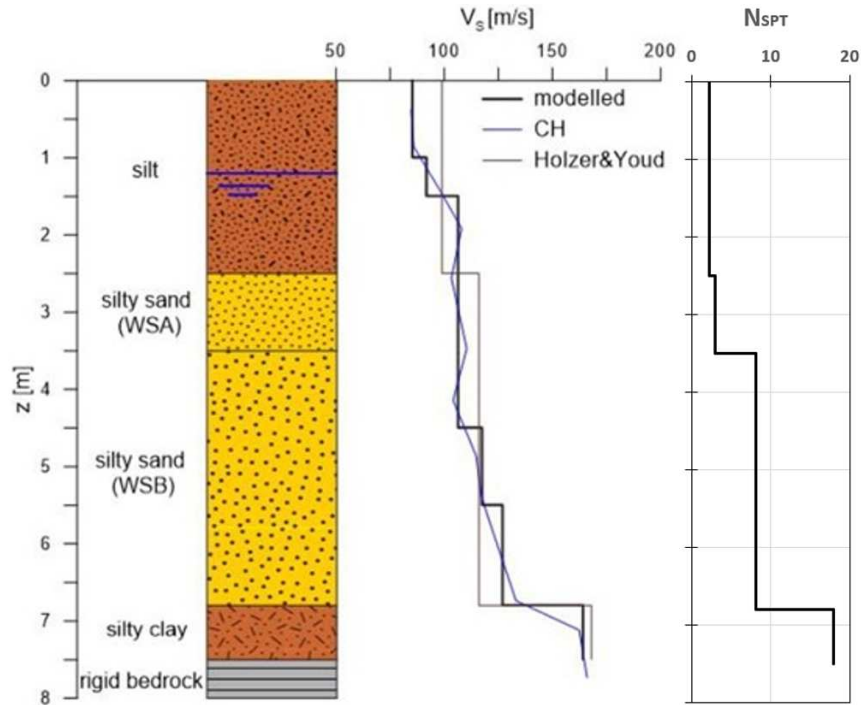 Vs [m/s]
50
100
150
200
NSPT
0
10
20
modelled
CH
Holzer&Youd
0
1
2
3
4
5
6
7
8
z [m]
silt
silty sand
(WSA)
silty sand
(WSB)
silty clay
rigid bedrock